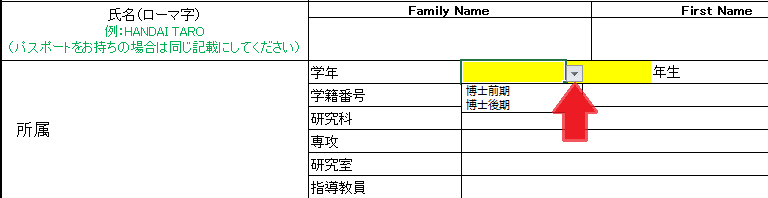 氏名（ローマ字）
例：HANDAI TARO
（パスポートをお持ちの場合は同じ記載にしてください）
Family Name
First Name
所属
学年
年生
博士前期
博士後期
学籍番号
研究科
専攻
研究室
指導教員